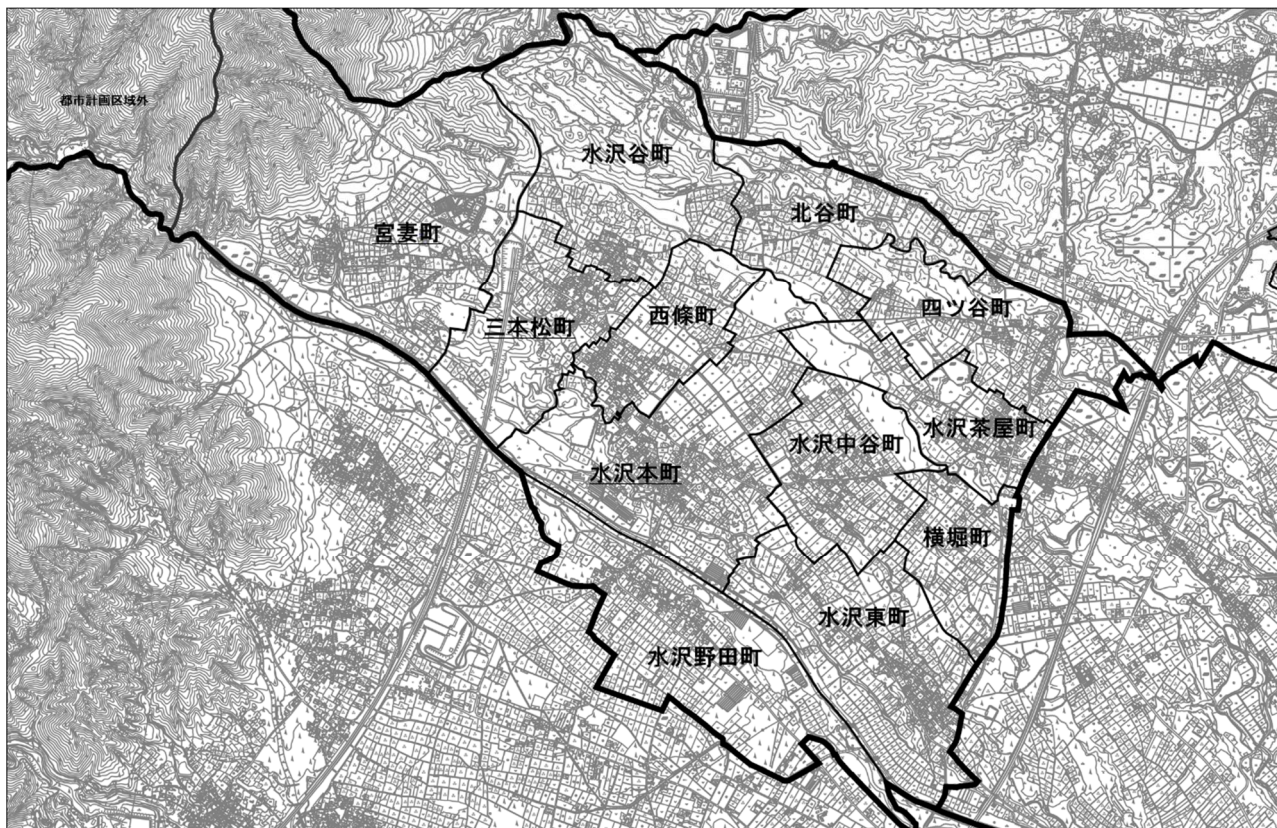 都市計画区域外
水沢谷町
北谷町
宮妻町
四ツ谷町
西條町
三本松町
水沢茶屋町
水沢中谷町
水沢本町
横堀町
水沢東町
水沢野田町